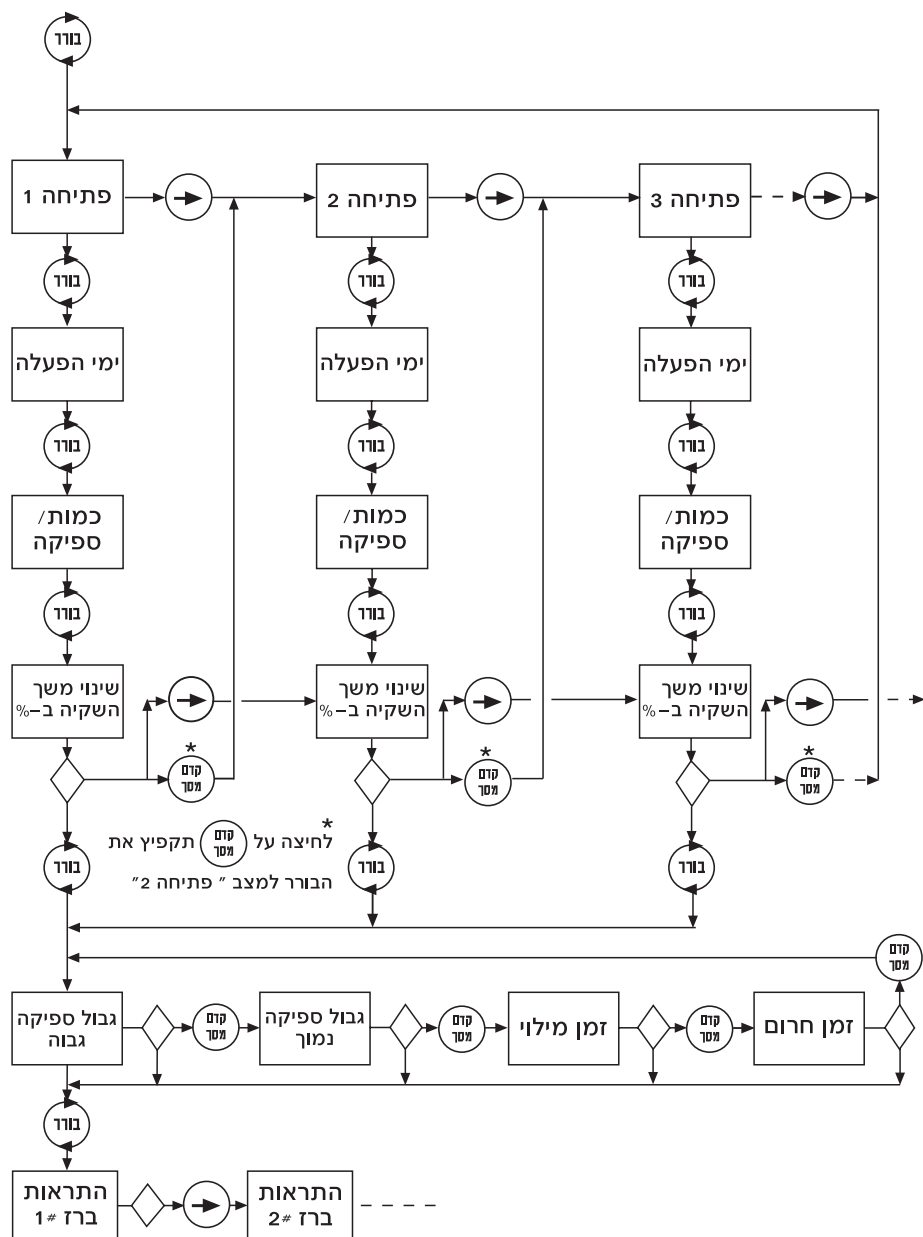 בורר
פתיחה 1
פתיחה 2
פתיחה 3
בורר
בורר
בורר
ימי הפעלה
ימי הפעלה
ימי הפעלה
בורר
בורר
בורר
כמות/
ספיקה
כמות/
ספיקה
כמות/
ספיקה
בורר
בורר
בורר
שינוי משך
השקיה ב-%
שינוי משך
השקיה ב-%
שינוי משך
השקיה ב-%
*
קדם
מסך
*
קדם
מסך
*
קדם
מסך
*
לחיצה על קדם מסך תקפיץ את
הבורר למצב "פתיחה 2"
בורר
בורר
בורר
קדם
מסך
גבול ספיקה
גבוה
קדם
מסך
גבול ספיקה
נמוך
קדם
מסך
זמן מילוי
קדם
מסך
זמן חרום
בורר
התראות
ברז #1
התראות
ברז #2